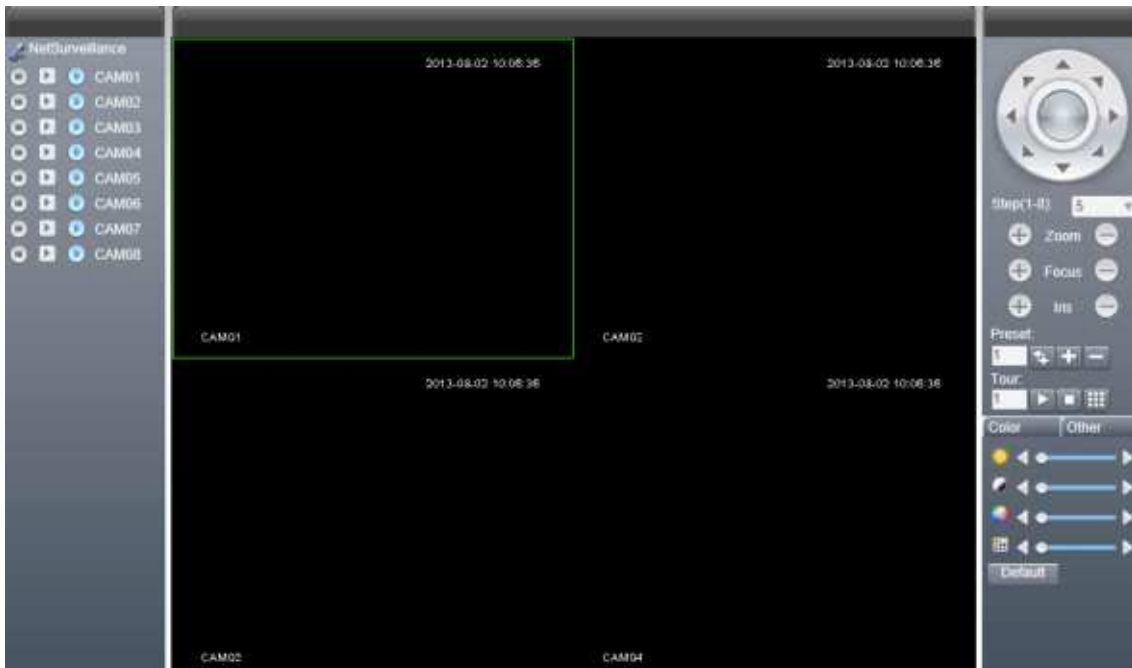 NetSurveillance
CAM01
CAM02
CAM03
CAM04
CAM05
CAM06
CAM07
CAM08
2013-08-02 10:06:36
2013-08-02 10:06:36
CAM01
CAM02
2013-08-02 10:06:36
2013-08-02 10:06:36
CAM03
CAM04
Step(1-8): 5
Zoom
Focus
Iris
Preset:
1
Tour:
1
Color Other
Default